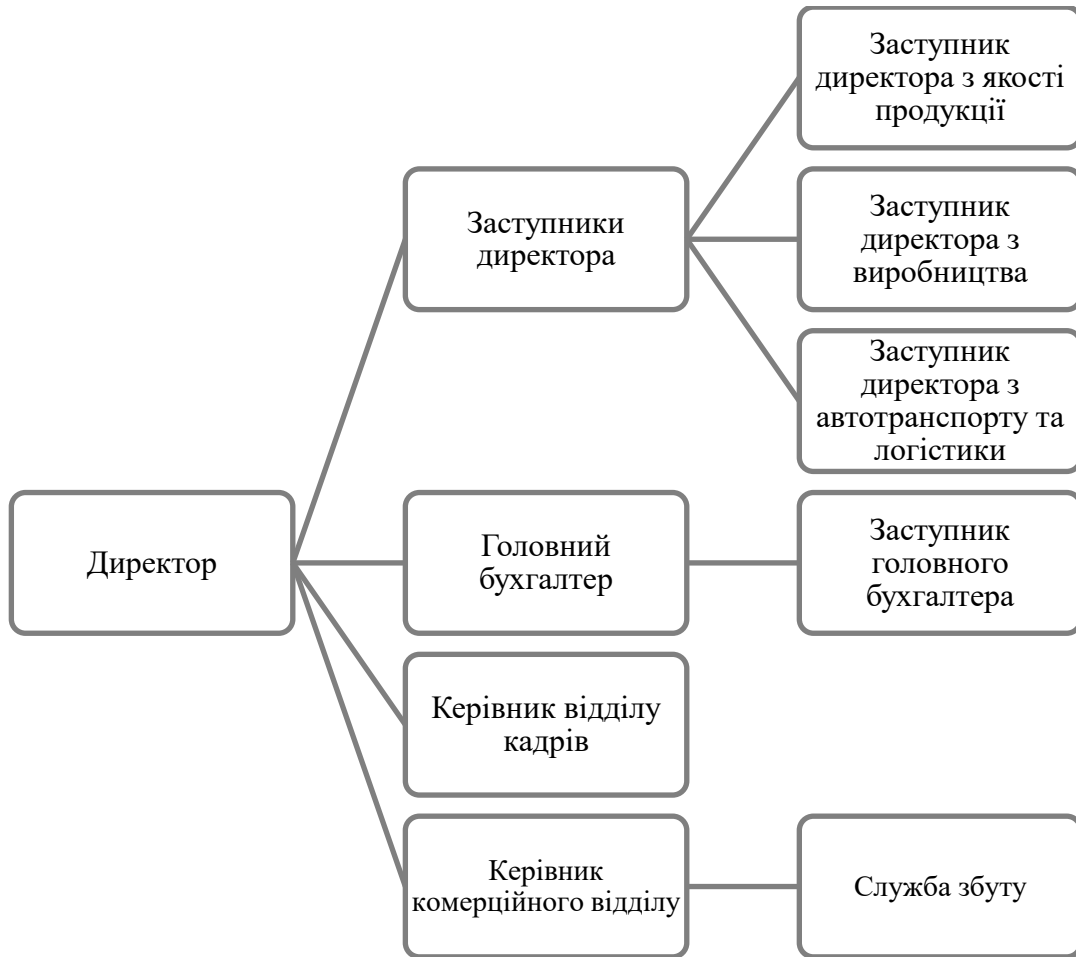 Заступник
директора з якості
продукції
Заступники
директора
Заступник
директора з
виробництва
Заступник
директора з
автотранспорту та
логістики
Директор
Головний
бухгалтер
Заступник
головного
бухгалтера
Керівник відділу
кадрів
Керівник
комерційного відділу
Служба збуту